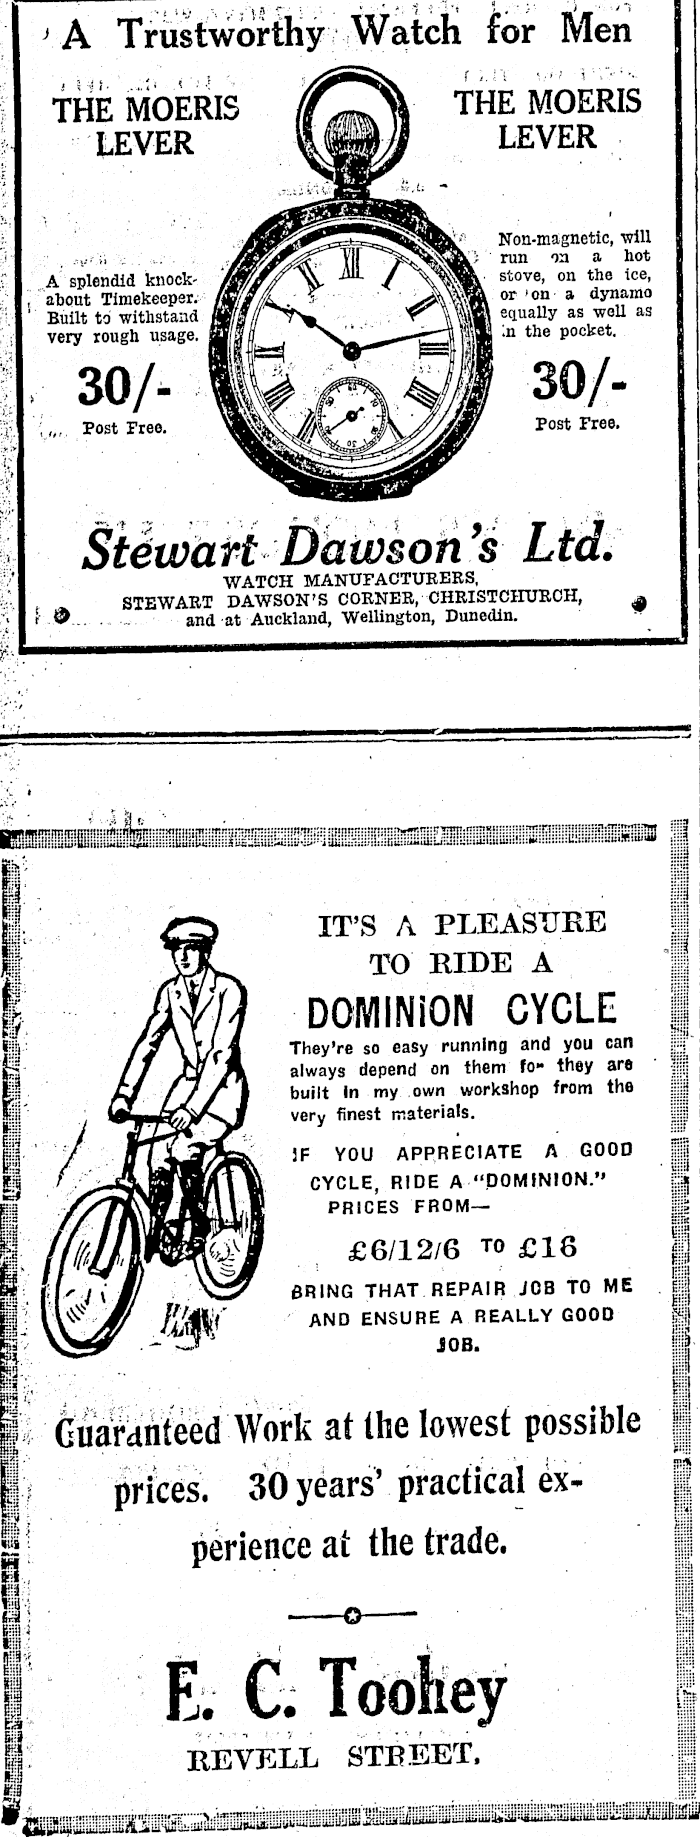 A Trustworthy Watch for Men
THE MOERIS
LEVER
THE MOERIS
LEVER
A splendid knock-
about Timekeeper.
Built to withstand
very rough usage.
30/-
Post Free.
Non-magnetic, will
run on a hot
stove, on the ice,
or on a dynamo
equally as well as
in the pocket.
30/-
Post Free.
Stewart Dawson's Ltd.
WATCH MANUFACTURERS,
STEWART DAWSON'S CORNER, CHRISTCHURCH,
and at Auckland, Wellington, Dunedin.
IT'S A PLEASURE
TO RIDE A
DOMINION CYCLE
They're so easy running and you can
always depend on them for they are
built in my own workshop from the
very finest materials.
IF YOU APPRECIATE A GOOD
CYCLE, RIDE A "DOMINION."
PRICES FROM—
£6/12/6 TO £16
BRING THAT REPAIR JOB TO ME
AND ENSURE A REALLY GOOD
JOB.
Guaranteed Work at the lowest possible
prices. 30 years' practical ex-
perience at the trade.
E. C. Toohey
REVELL STREET.